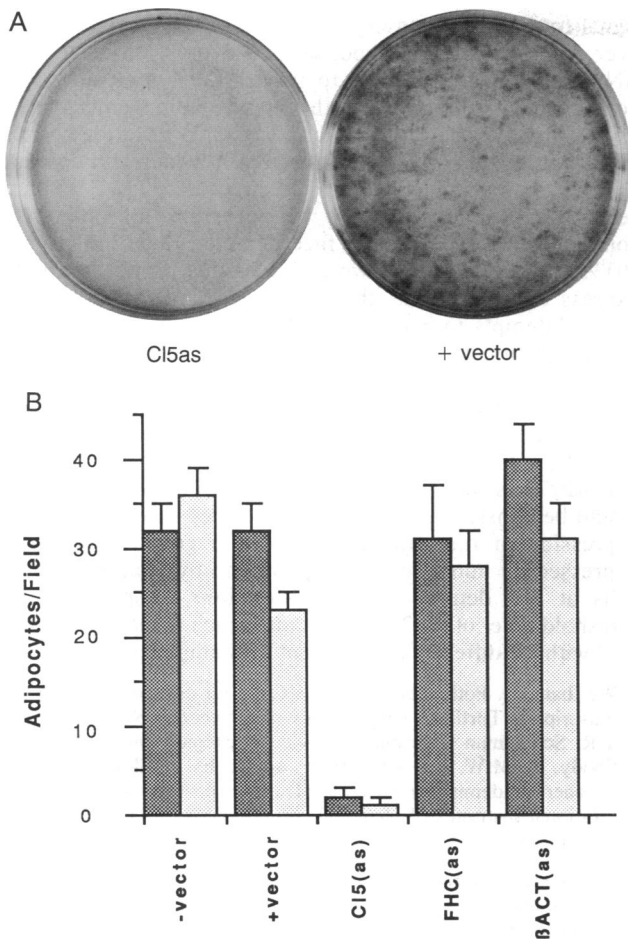 A
Cl5as
+ vector
B
Adipocytes/Field
40
30
20
10
0
-vector
+vector
Cl5(as)
FHC(as)
βACT(as)